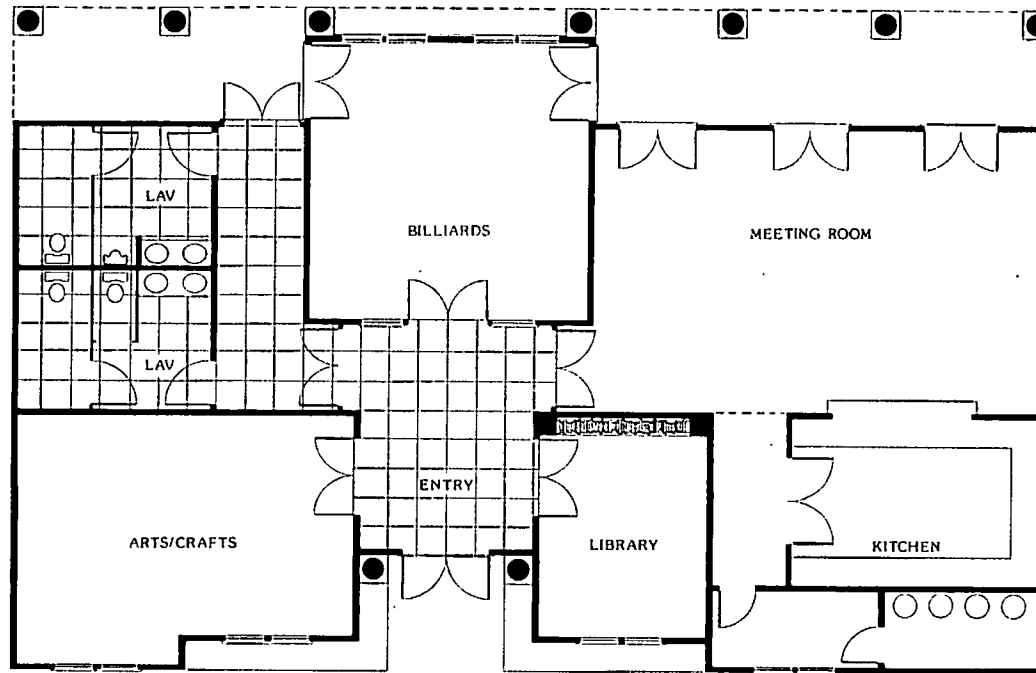 LAV
BILLIARDS
MEETING ROOM
LAV
ENTRY
ARTS/CRAFTS
LIBRARY
KITCHEN